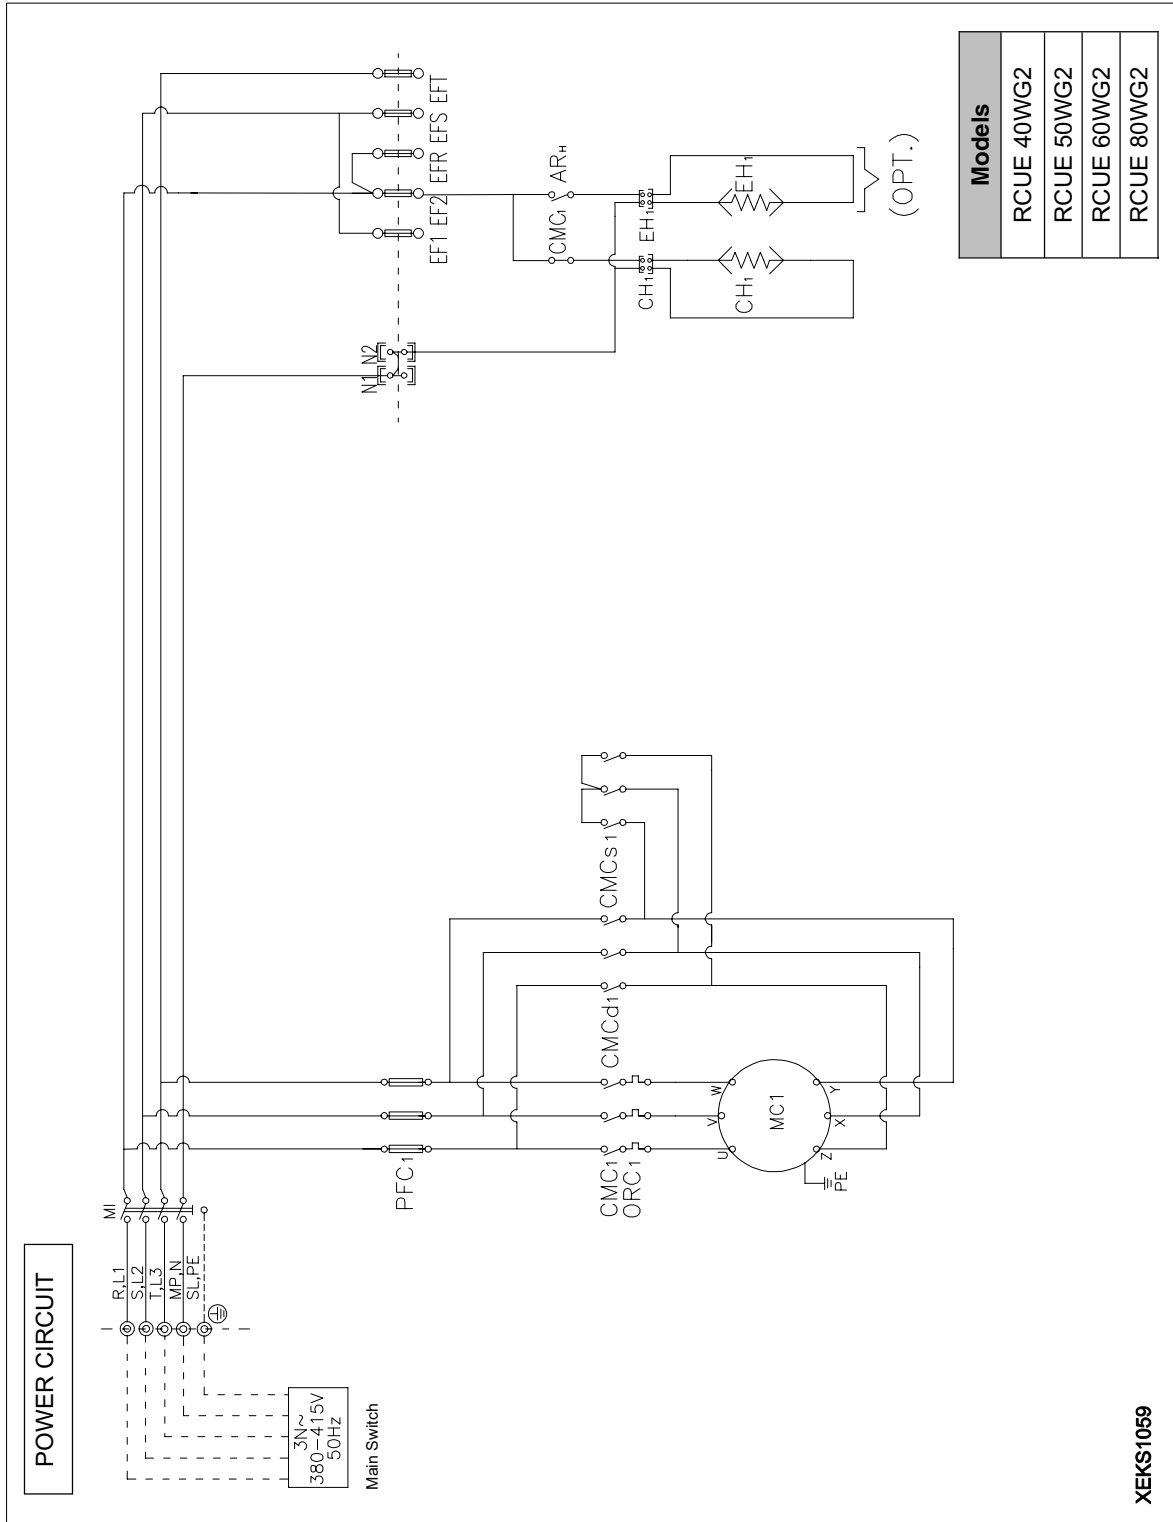 POWER CIRCUIT
MI
R,L1
S,L2
T,L3
MP,N
SL,PE
3N~
380-415V
50Hz
Main Switch
PFC1
CMC1
ORC1
CMCd1
CMCs1
U
V
W
MC1
Z
X
Y
PE
N1
N2
EF1
EF2
EFR
EFS
EFT
CMC1
ARH
CH1
EH1
CH1
EH1
(OPT.)
Models
RCUE 40WG2
RCUE 50WG2
RCUE 60WG2
RCUE 80WG2
XEKS1059